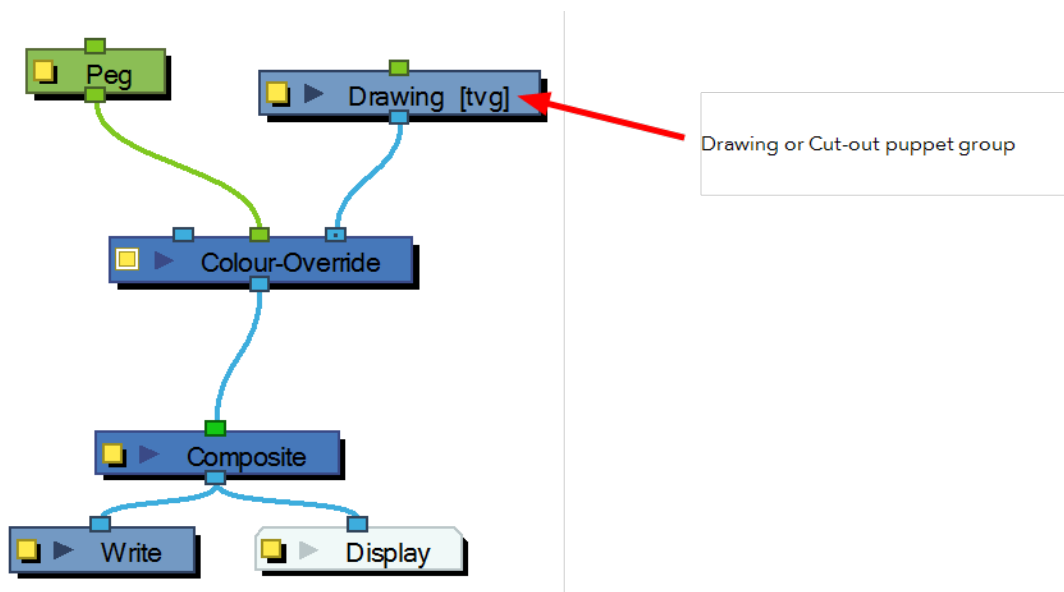 Peg
Drawing [tvg]
Drawing or Cut-out puppet group
Colour-Override
Composite
Write
Display